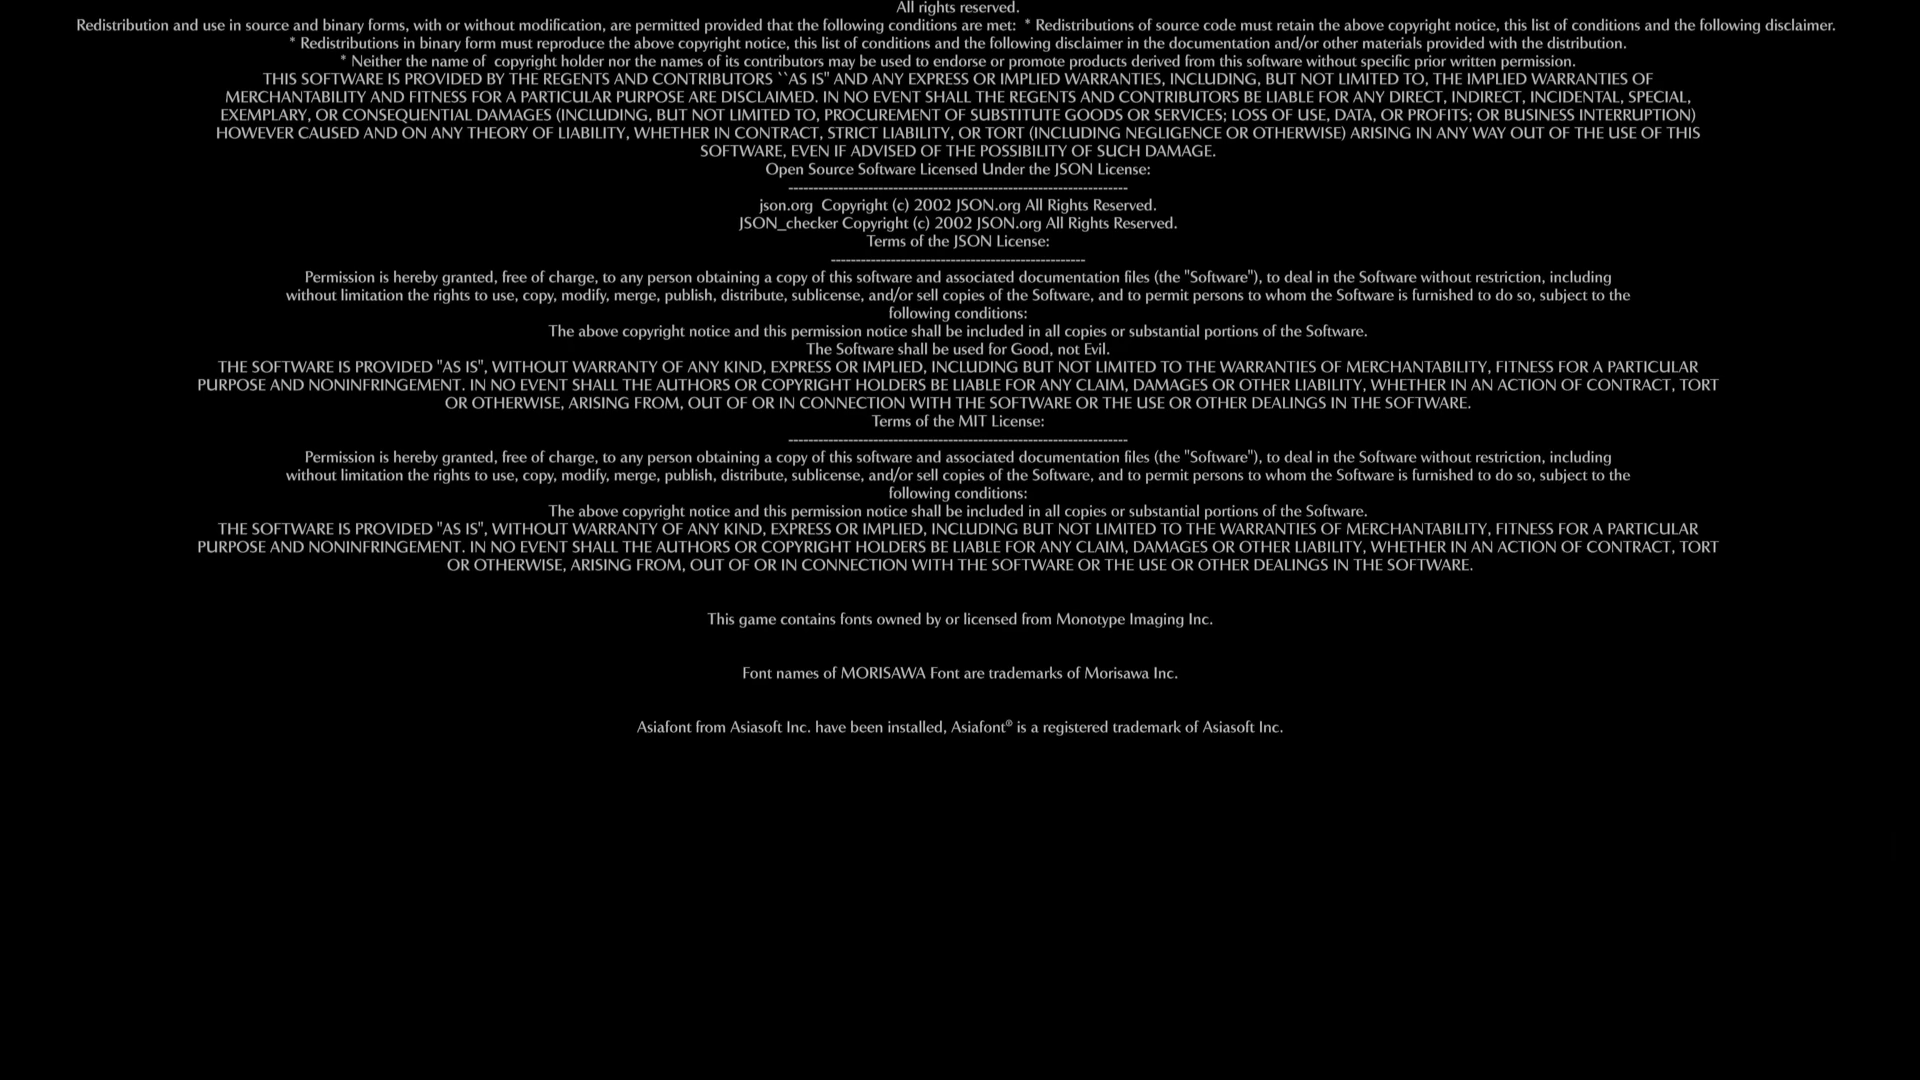 All rights reserved.
Redistribution and use in source and binary forms, with or without modification, are permitted provided that the following conditions are met:  * Redistributions of source code must retain the above copyright notice, this list of conditions and the following disclaimer.
* Redistributions in binary form must reproduce the above copyright notice, this list of conditions and the following disclaimer in the documentation and/or other materials provided with the distribution.
* Neither the name of  copyright holder nor the names of its contributors may be used to endorse or promote products derived from this software without specific prior written permission.
THIS SOFTWARE IS PROVIDED BY THE REGENTS AND CONTRIBUTORS ``AS IS'' AND ANY EXPRESS OR IMPLIED WARRANTIES, INCLUDING, BUT NOT LIMITED TO, THE IMPLIED WARRANTIES OF
MERCHANTABILITY AND FITNESS FOR A PARTICULAR PURPOSE ARE DISCLAIMED. IN NO EVENT SHALL THE REGENTS AND CONTRIBUTORS BE LIABLE FOR ANY DIRECT, INDIRECT, INCIDENTAL, SPECIAL,
EXEMPLARY, OR CONSEQUENTIAL DAMAGES (INCLUDING, BUT NOT LIMITED TO, PROCUREMENT OF SUBSTITUTE GOODS OR SERVICES; LOSS OF USE, DATA, OR PROFITS; OR BUSINESS INTERRUPTION)
HOWEVER CAUSED AND ON ANY THEORY OF LIABILITY, WHETHER IN CONTRACT, STRICT LIABILITY, OR TORT (INCLUDING NEGLIGENCE OR OTHERWISE) ARISING IN ANY WAY OUT OF THE USE OF THIS
SOFTWARE, EVEN IF ADVISED OF THE POSSIBILITY OF SUCH DAMAGE.
Open Source Software Licensed Under the JSON License:
--------------------------------------------------------------------
json.org  Copyright (c) 2002 JSON.org All Rights Reserved.
JSON_checker Copyright (c) 2002 JSON.org All Rights Reserved.
Terms of the JSON License:
---------------------------------------------------
Permission is hereby granted, free of charge, to any person obtaining a copy of this software and associated documentation files (the "Software"), to deal in the Software without restriction, including
without limitation the rights to use, copy, modify, merge, publish, distribute, sublicense, and/or sell copies of the Software, and to permit persons to whom the Software is furnished to do so, subject to the
following conditions:
The above copyright notice and this permission notice shall be included in all copies or substantial portions of the Software.
The Software shall be used for Good, not Evil.
THE SOFTWARE IS PROVIDED "AS IS", WITHOUT WARRANTY OF ANY KIND, EXPRESS OR IMPLIED, INCLUDING BUT NOT LIMITED TO THE WARRANTIES OF MERCHANTABILITY, FITNESS FOR A PARTICULAR
PURPOSE AND NONINFRINGEMENT. IN NO EVENT SHALL THE AUTHORS OR COPYRIGHT HOLDERS BE LIABLE FOR ANY CLAIM, DAMAGES OR OTHER LIABILITY, WHETHER IN AN ACTION OF CONTRACT, TORT
OR OTHERWISE, ARISING FROM, OUT OF OR IN CONNECTION WITH THE SOFTWARE OR THE USE OR OTHER DEALINGS IN THE SOFTWARE.
Terms of the MIT License:
--------------------------------------------------------------------
Permission is hereby granted, free of charge, to any person obtaining a copy of this software and associated documentation files (the "Software"), to deal in the Software without restriction, including
without limitation the rights to use, copy, modify, merge, publish, distribute, sublicense, and/or sell copies of the Software, and to permit persons to whom the Software is furnished to do so, subject to the
following conditions:
The above copyright notice and this permission notice shall be included in all copies or substantial portions of the Software.
THE SOFTWARE IS PROVIDED "AS IS", WITHOUT WARRANTY OF ANY KIND, EXPRESS OR IMPLIED, INCLUDING BUT NOT LIMITED TO THE WARRANTIES OF MERCHANTABILITY, FITNESS FOR A PARTICULAR
PURPOSE AND NONINFRINGEMENT. IN NO EVENT SHALL THE AUTHORS OR COPYRIGHT HOLDERS BE LIABLE FOR ANY CLAIM, DAMAGES OR OTHER LIABILITY, WHETHER IN AN ACTION OF CONTRACT, TORT
OR OTHERWISE, ARISING FROM, OUT OF OR IN CONNECTION WITH THE SOFTWARE OR THE USE OR OTHER DEALINGS IN THE SOFTWARE.
This game contains fonts owned by or licensed from Monotype Imaging Inc.
Font names of MORISAWA Font are trademarks of Morisawa Inc.
Asiafont from Asiasoft Inc. have been installed, Asiafont® is a registered trademark of Asiasoft Inc.